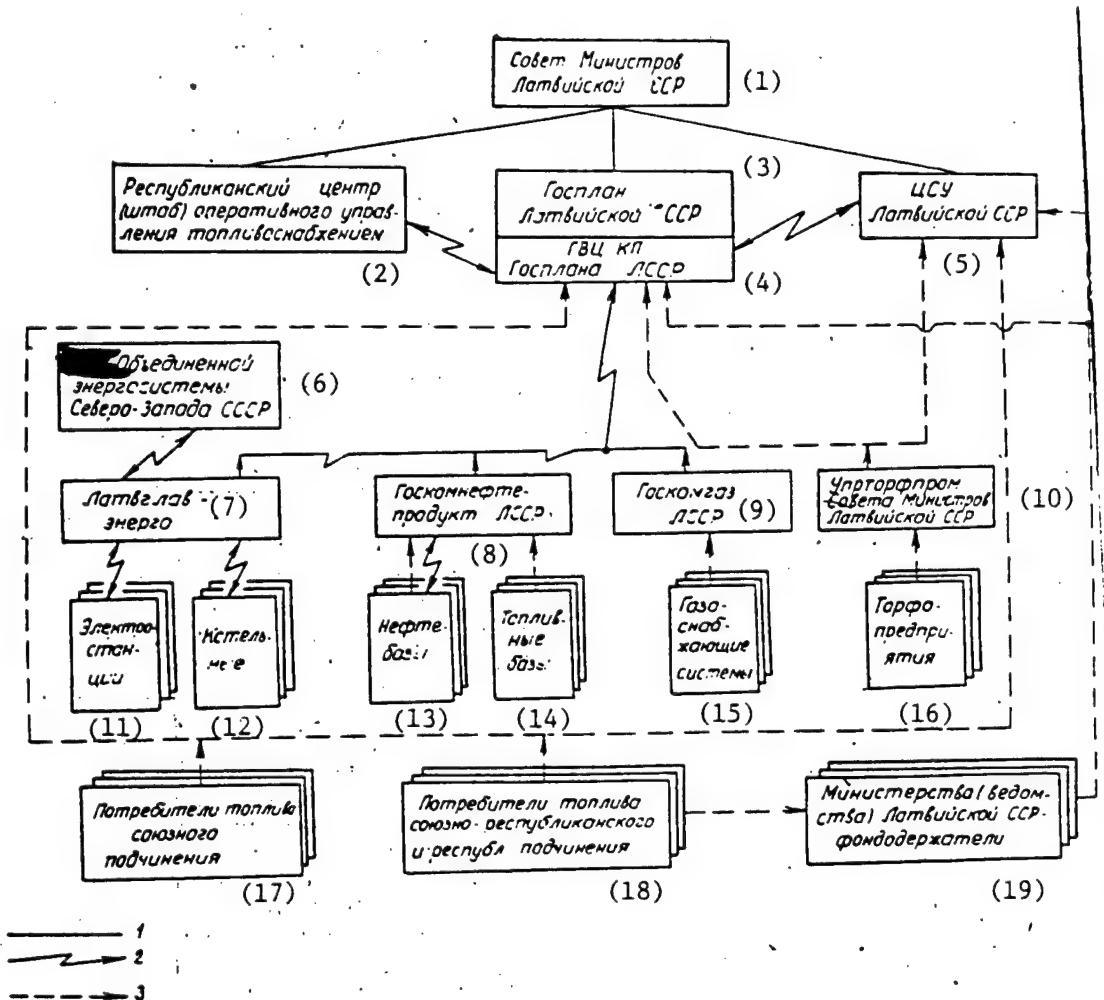 Совет Министров
Латвийской ССР
(1)
Республиканский центр
(штаб) оперативного управ-
ления топливоснабжением
(2)
(3)
Госплан
Латвийской ССР
ГВЦ КП
Госплана ЛССР
(4)
ЦСУ
Латвийской ССР
(5)
Объединенной
энергосистемы
Северо-Запада СССР
(6)
Латвглав-
энерго
(7)
Госкомнефте-
продукт ЛССР
(8)
Госкомгаз
ЛССР
(9)
Упрторфпром
Совета Министров
Латвийской ССР
(10)
Электро-
стан-
ции
(11)
Котель-
ные
(12)
Нефте-
базы
(13)
Топлив-
ные
базы
(14)
Газо-
снаб-
жающие
системы
(15)
Торфо-
предпри-
ятия
(16)
Потребители топлива
союзного
подчинения
(17)
Потребители топлива
союзно-республиканского
и республ подчинения
(18)
Министерства (ведом-
ства) Латвийской ССР-
фондодержатели
(19)
1
2
3